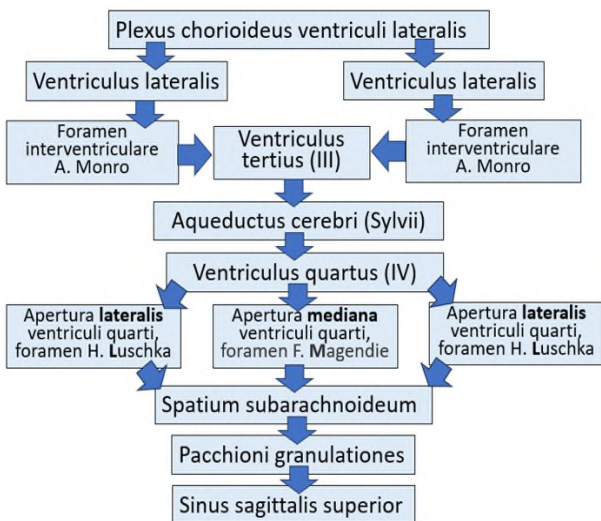 Plexus chorioideus ventriculi lateralis
Ventriculus lateralis
Ventriculus lateralis
Foramen
interventriculare
A. Monro
Ventriculus
tertius (III)
Foramen
interventriculare
A. Monro
Aqueductus cerebri (Sylvii)
Ventriculus quartus (IV)
Apertura lateralis
ventriculi quarti,
foramen H. Luschka
Apertura mediana
ventriculi quarti,
foramen F. Magendie
Apertura lateralis
ventriculi quarti,
foramen H. Luschka
Spatium subarachnoideum
Pacchioni granulationes
Sinus sagittalis superior